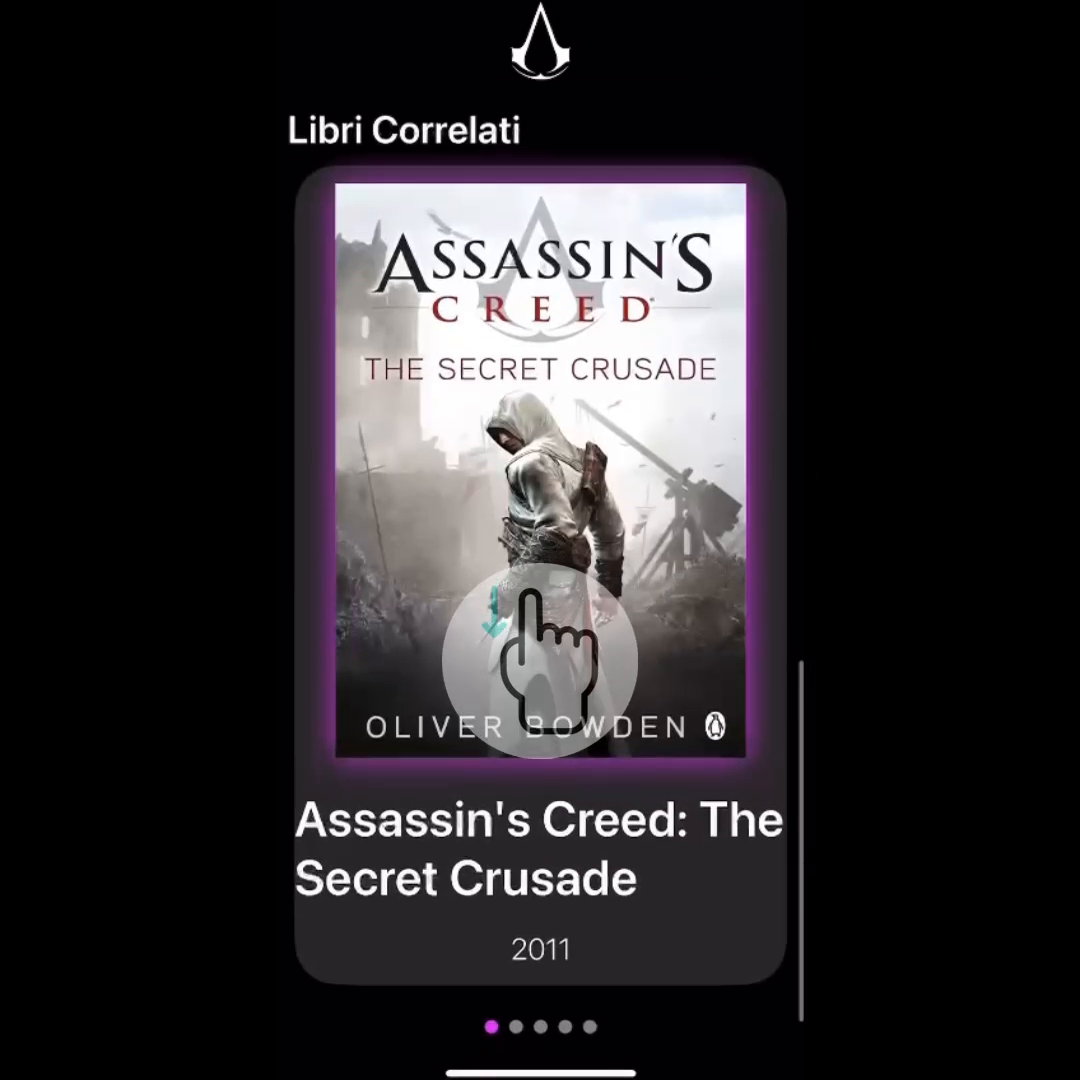 Libri Correlati
ASSASSIN'S
CREED
THE SECRET CRUSADE
OLIVER BOWDEN
Assassin's Creed: The
Secret Crusade
2011